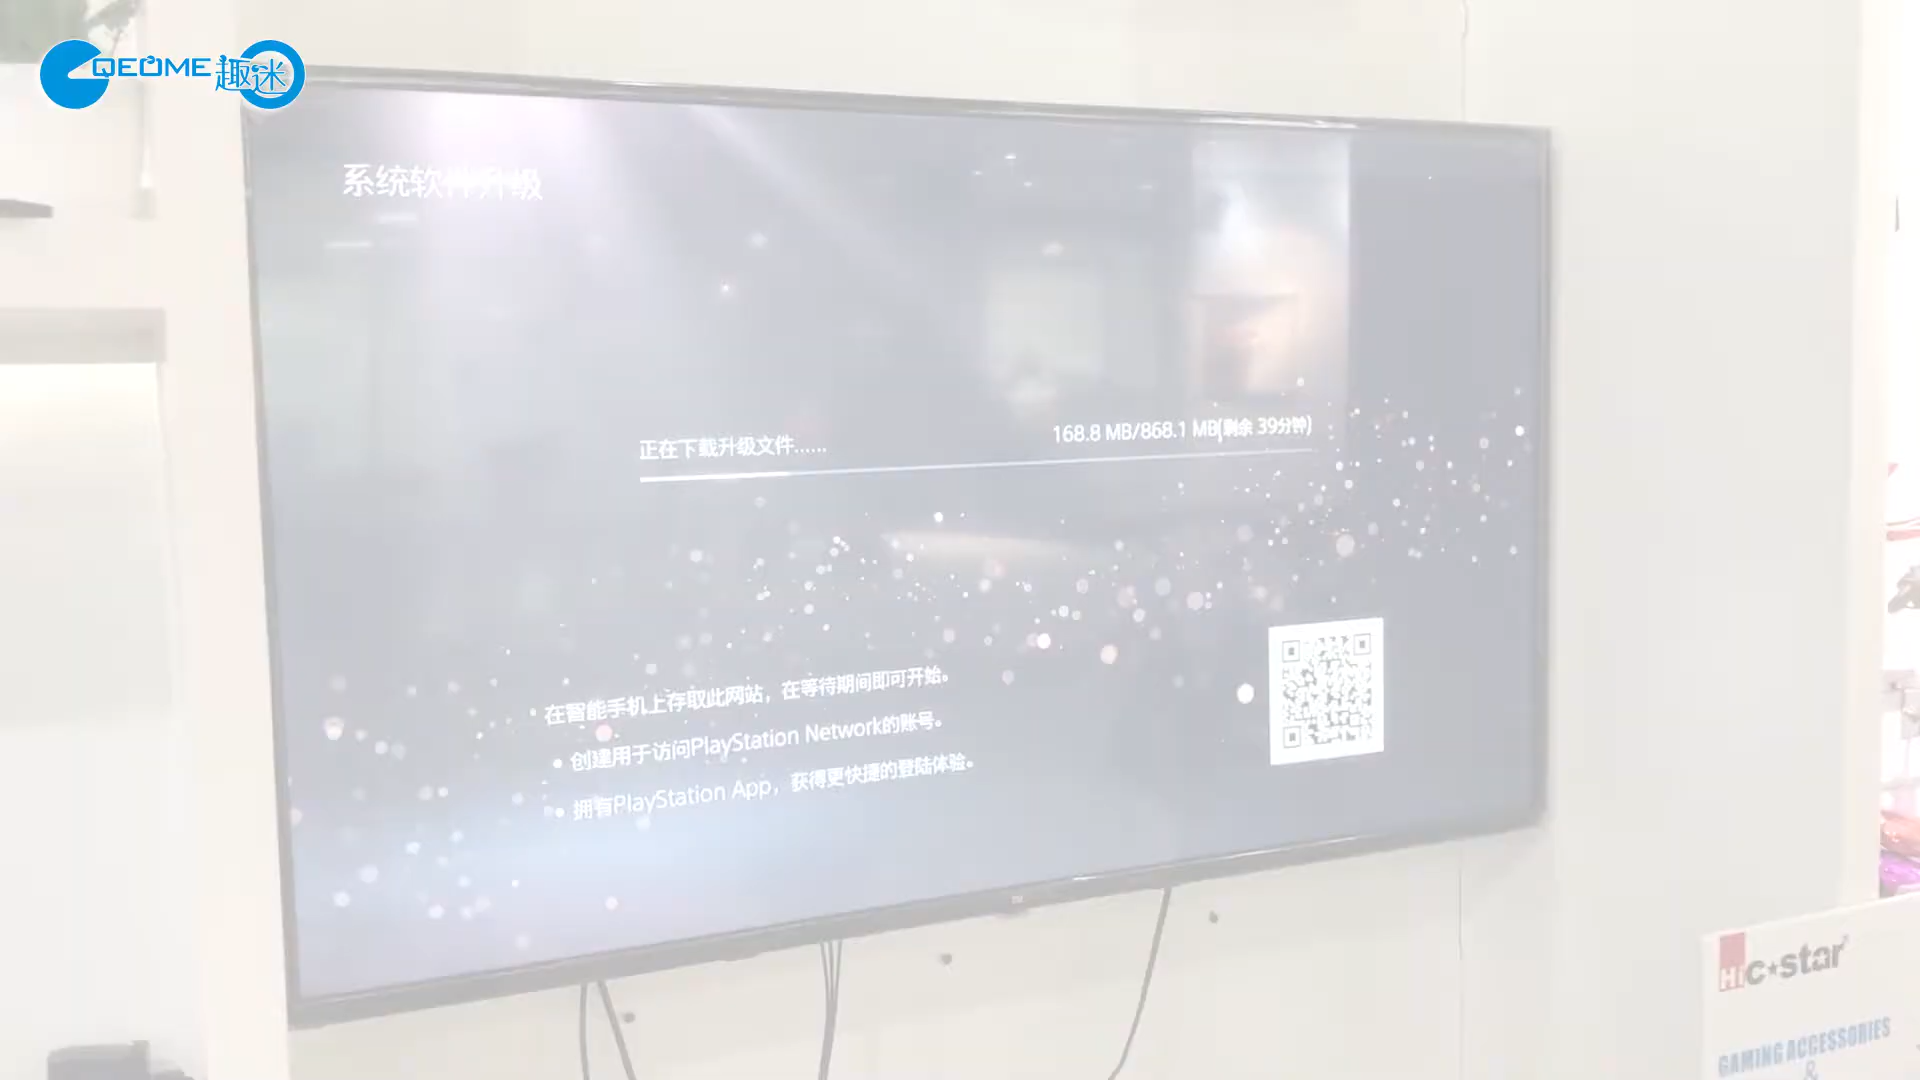 QEOME趣迷
系统软件升级
正在下载升级文件......
168.8 MB/868.1 MB(剩余 39分钟)
在智能手机上存取此网站，在等待期间即可开始。
• 创建用于访问PlayStation Network的账号。
• 拥有PlayStation App，获得更快捷的登陆体验。
Hic★star
GAMING ACCESSORIES
&